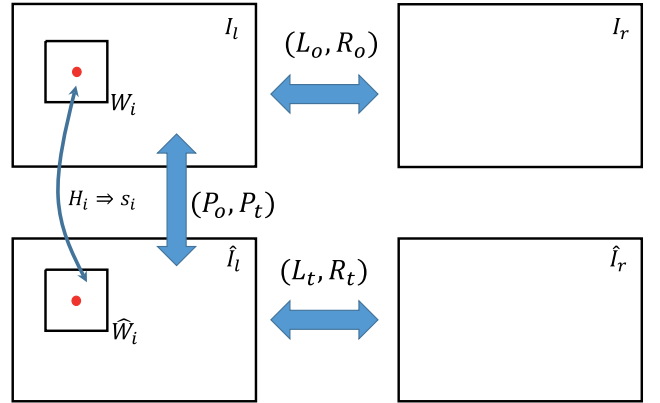 I_l
(L_o, R_o)
I_r
W_i
H_i ⇒ s_i
(P_o, P_t)
Î_l
(L_t, R_t)
Î_r
Ŵ_i